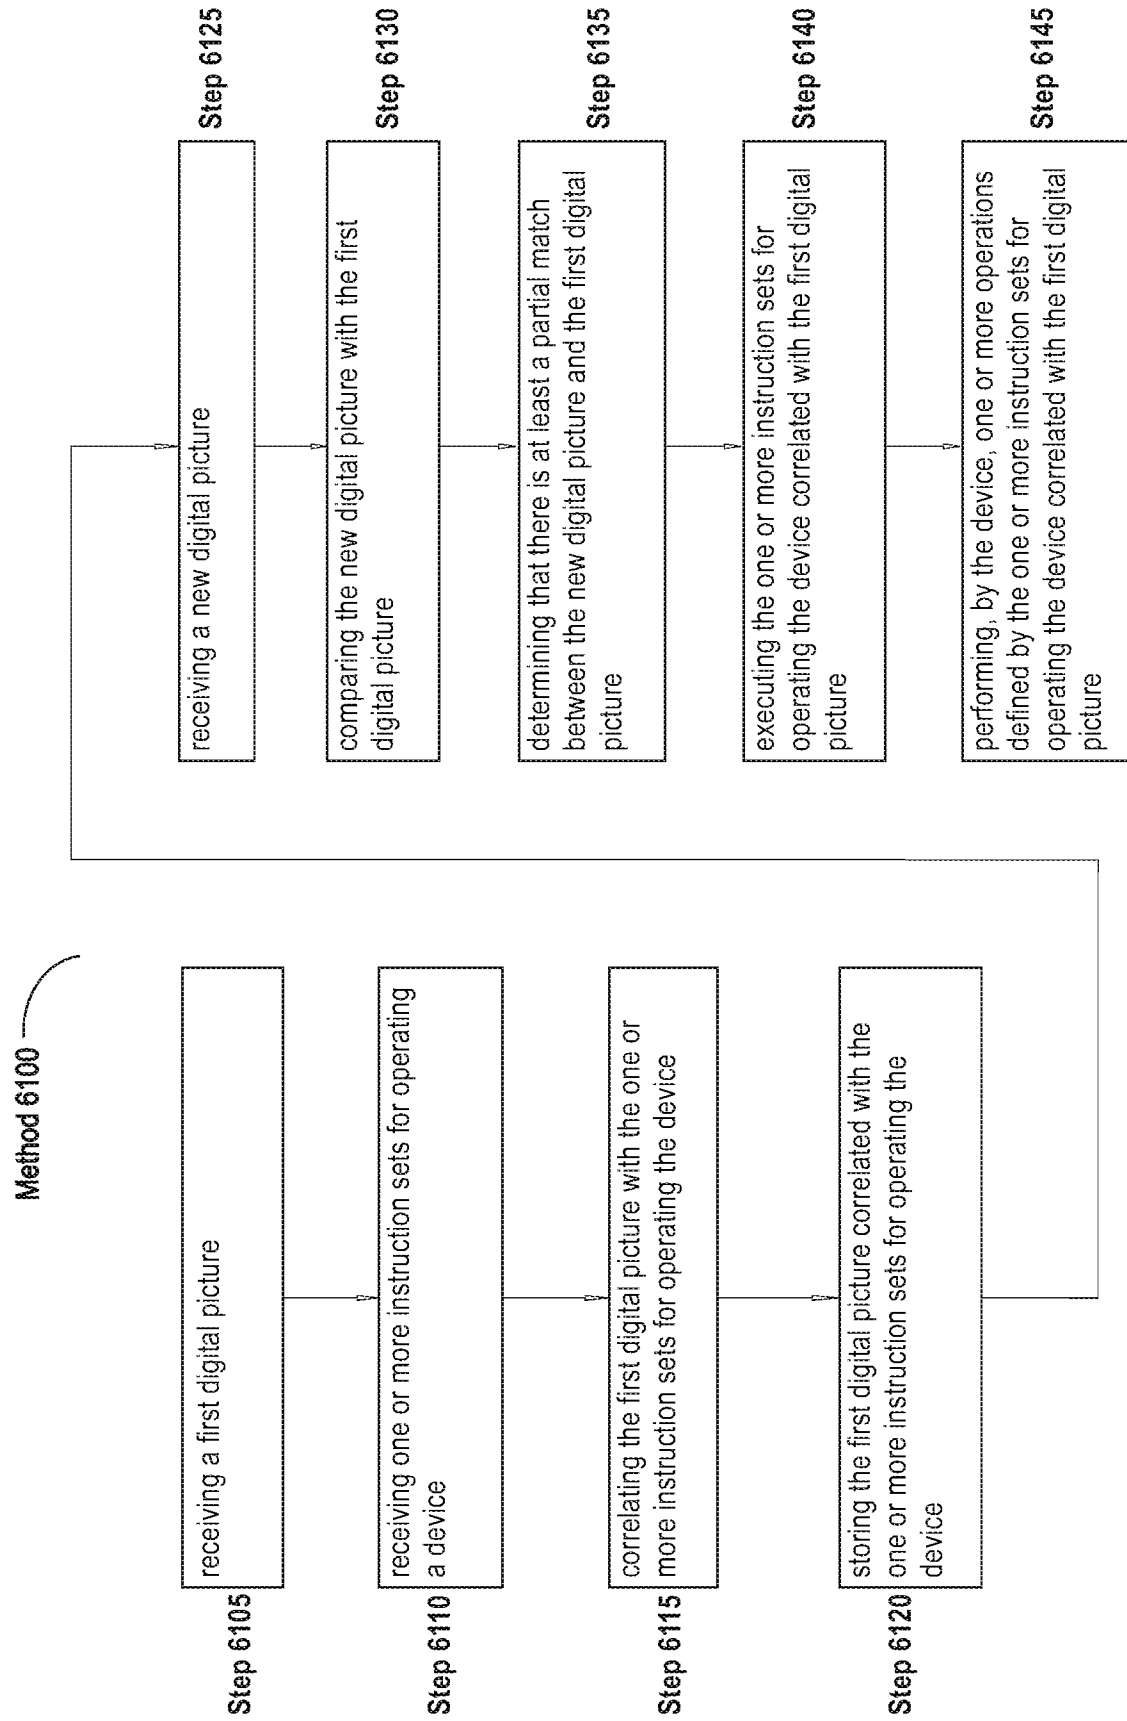 Method 6100
Step 6105
receiving a first digital picture
Step 6110
receiving one or more instruction sets for operating
a device
Step 6115
correlating the first digital picture with the one or
more instruction sets for operating the device
Step 6120
storing the first digital picture correlated with the
one or more instruction sets for operating the
device
Step 6125
receiving a new digital picture
Step 6130
comparing the new digital picture with the first
digital picture
Step 6135
determining that there is at least a partial match
between the new digital picture and the first digital
picture
Step 6140
executing the one or more instruction sets for
operating the device correlated with the first digital
picture
Step 6145
performing, by the device, one or more operations
defined by the one or more instruction sets for
operating the device correlated with the first digital
picture